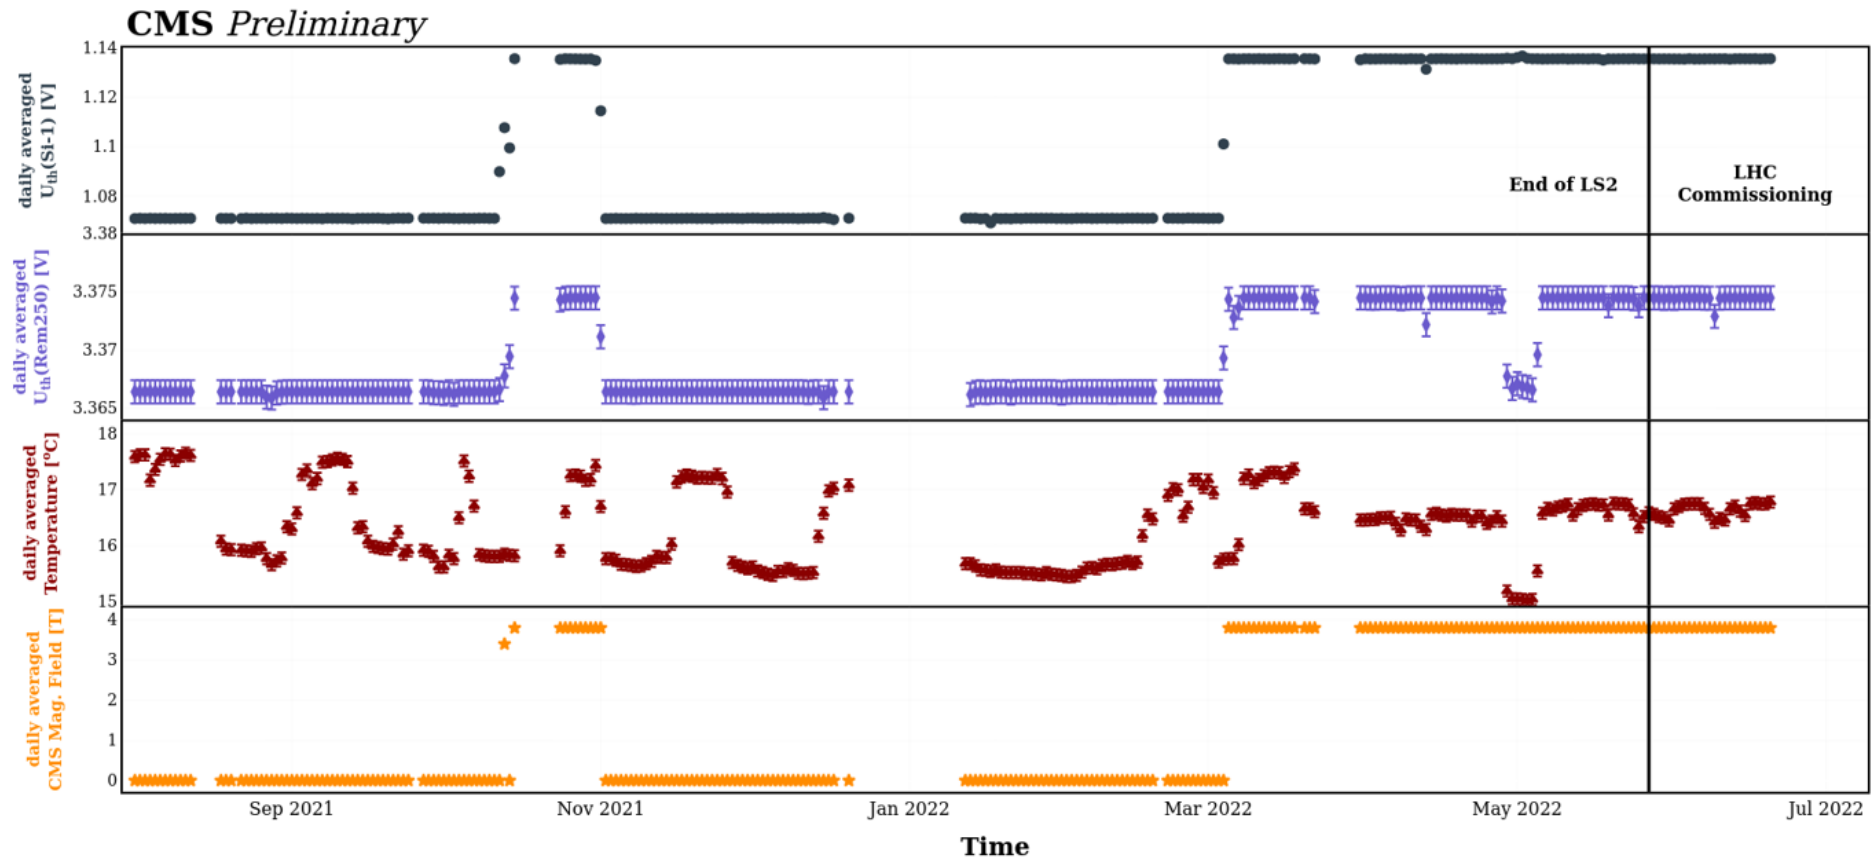 CMS Preliminary
daily averaged
Uth(Si-1) [V]
1.14
1.12
1.1
1.08
End of LS2
LHC
Commissioning
daily averaged
Uth(Rem250) [V]
3.38
3.375
3.37
3.365
daily averaged
Temperature [°C]
18
17
16
15
daily averaged
CMS Mag. Field [T]
4
3
2
1
0
Sep 2021 Nov 2021 Jan 2022 Mar 2022 May 2022 Jul 2022
Time